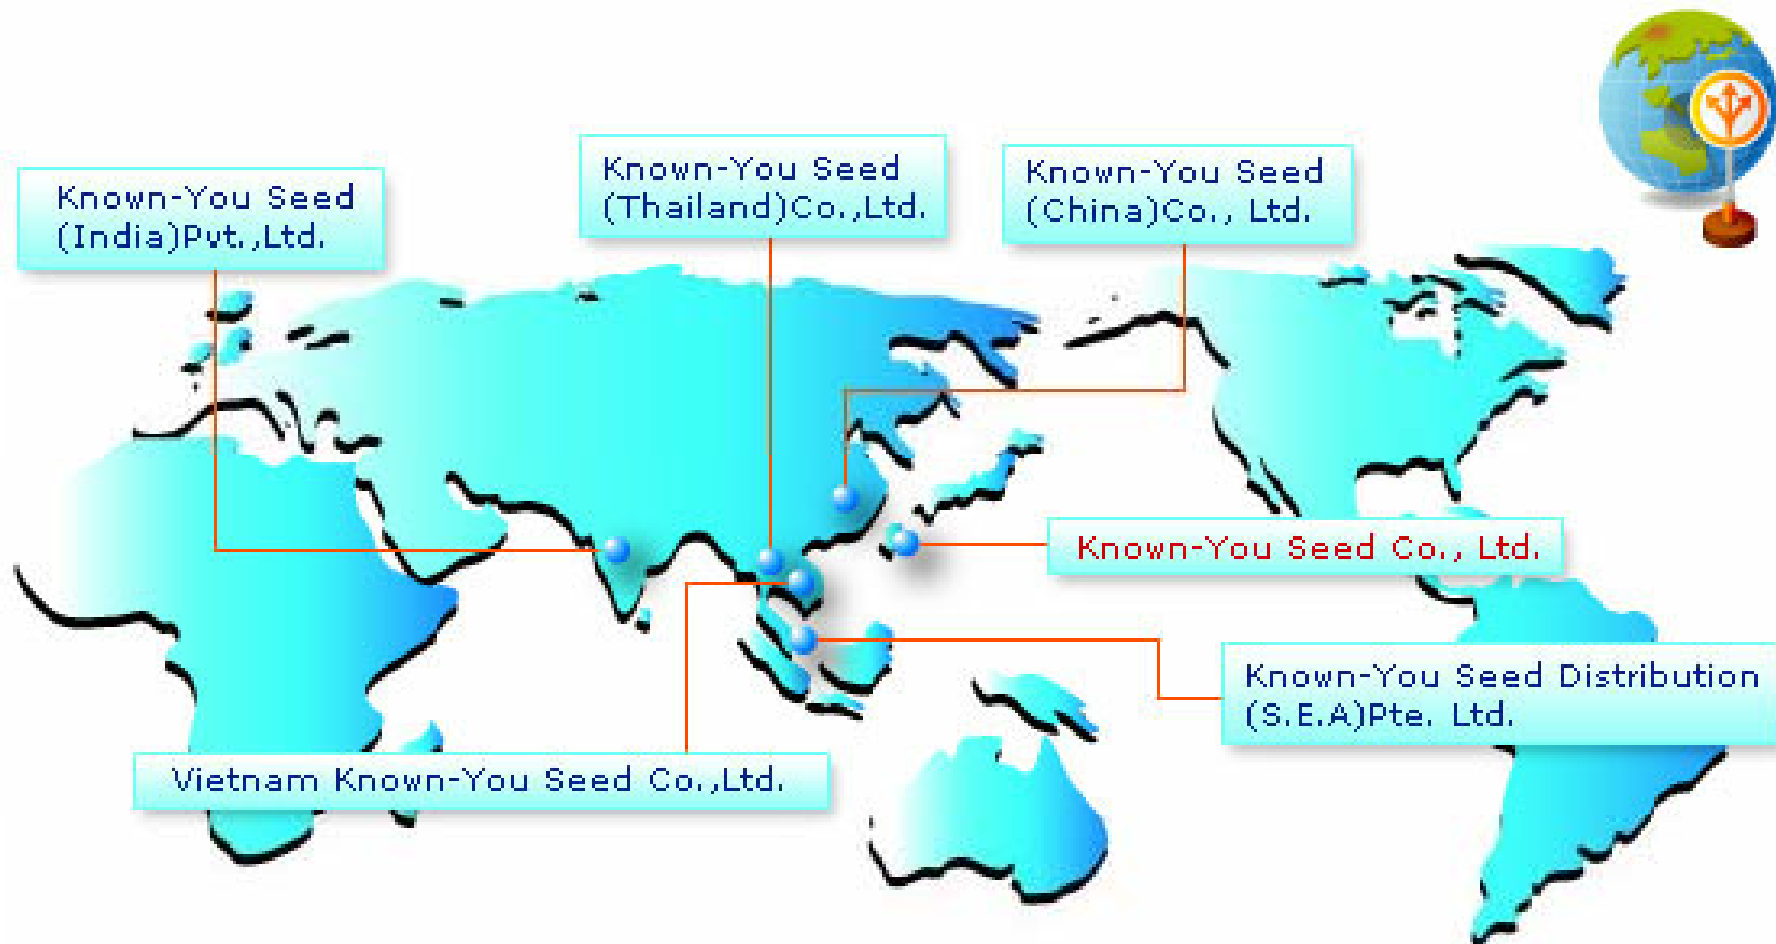 Known-You Seed
(India)Pvt.,Ltd.
Known-You Seed
(Thailand)Co.,Ltd.
Known-You Seed
(China)Co., Ltd.
Known-You Seed Co., Ltd.
Known-You Seed Distribution
(S.E.A)Pte. Ltd.
Vietnam Known-You Seed Co.,Ltd.